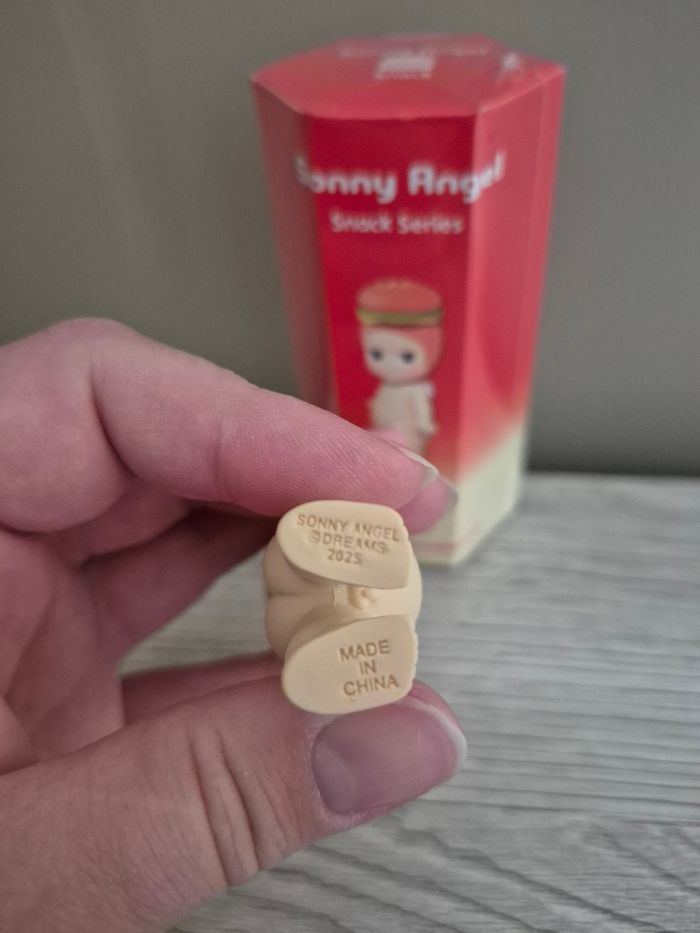 Sonny Angel
Snack Series
SONNY ANGEL
©DREAMS
2025
MADE
IN
CHINA